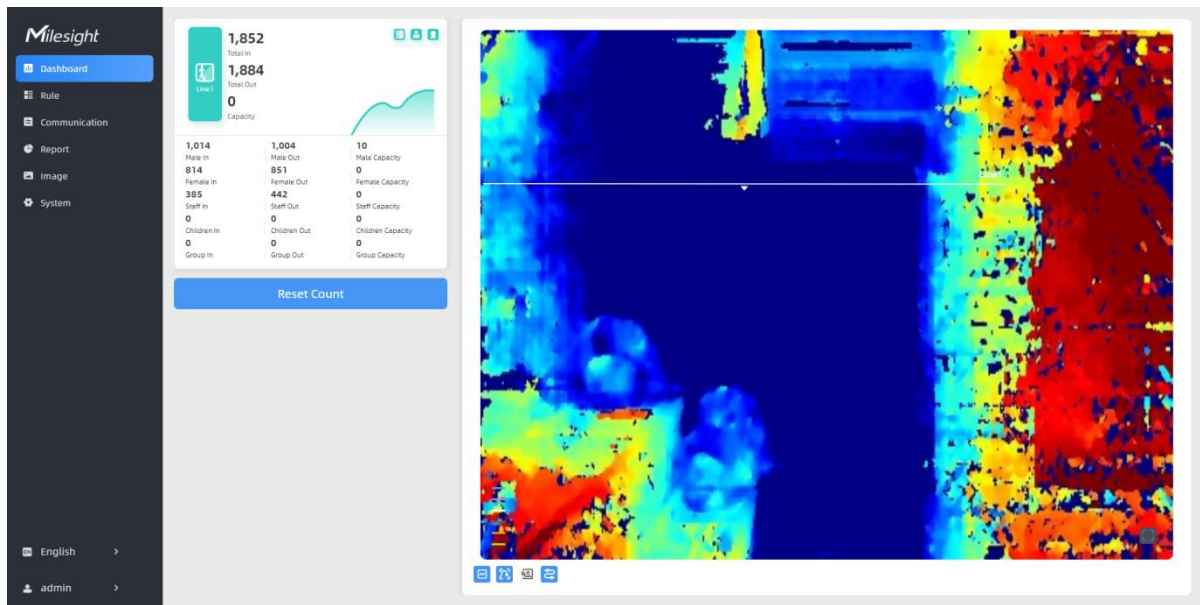 Milesight
Dashboard
Rule
Communication
Report
Image
System
English
admin
Line1
1,852
Total In
1,884
Total Out
0
Capacity
1,014 1,004 10
Male In Male Out Male Capacity
814 851 0
Female In Female Out Female Capacity
385 442 0
Staff In Staff Out Staff Capacity
0 0 0
Children In Children Out Children Capacity
0 0 0
Group In Group Out Group Capacity
Reset Count